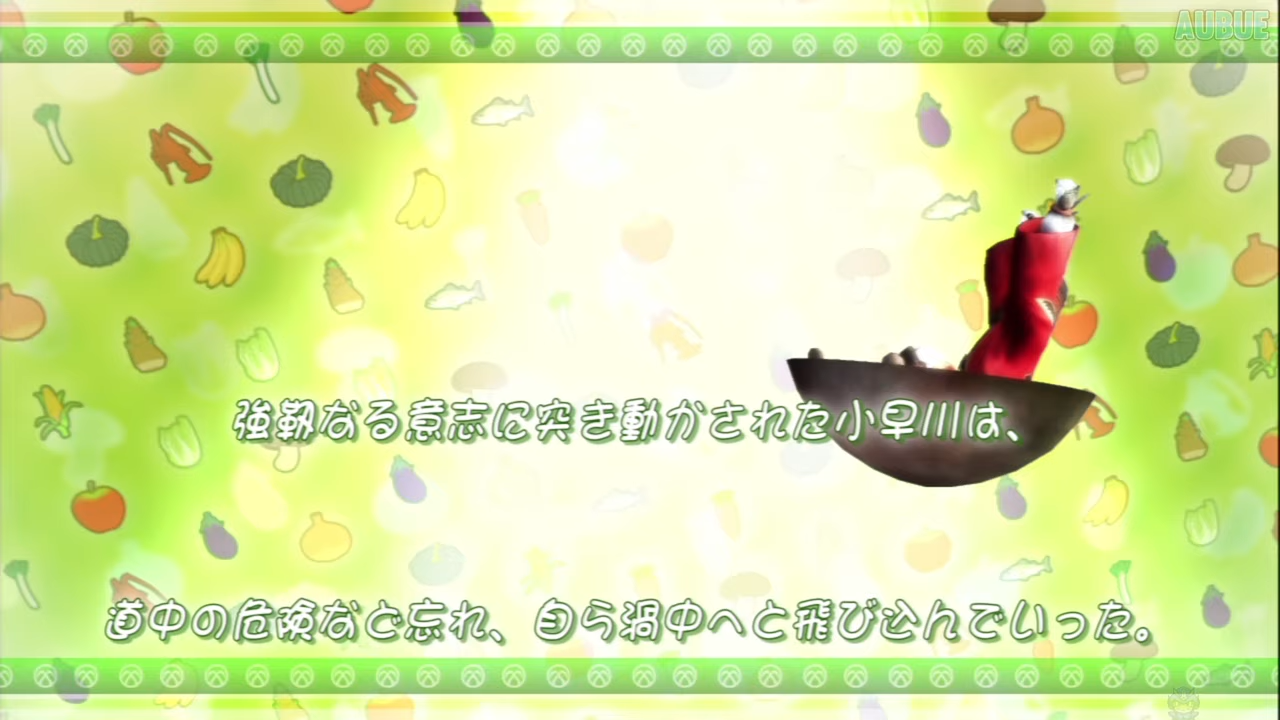 AUBUE
強靱なる意志に突き動かされた小早川は、
道中の危険など忘れ、自ら渦中へと飛び込んでいった。